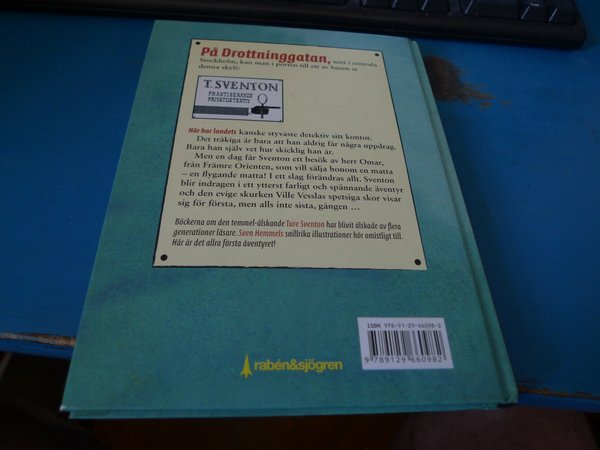 På Drottninggatan, mitt i centrala
Stockholm, kan man i porten till ett av husen se
denna skylt:
T. SVENTON
PRAKTISERANDE
PRIVATDETEKTIV
Här har landets kanske styvaste detektiv sitt kontor.
Det tråkiga är bara att han aldrig får några uppdrag.
Bara han själv vet hur skicklig han är.
Men en dag får Sventon ett besök av herr Omar,
från Främre Orienten, som vill sälja honom en matta
– en flygande matta! I ett slag förändras allt. Sventon
blir indragen i ett ytterst farligt och spännande äventyr
och den evige skurken Ville Vesslas spetsiga skor visar
sig för första, men alls inte sista, gången ...
Böckerna om den temmel-älskande Ture Sventon har blivit älskade av flera
generationer läsare. Sven Hemmels snillrika illustrationer hör omistligt till.
Här är det allra första äventyret!
ISBN 978-91-29-66098-2
9 789129 660982
rabén&sjögren